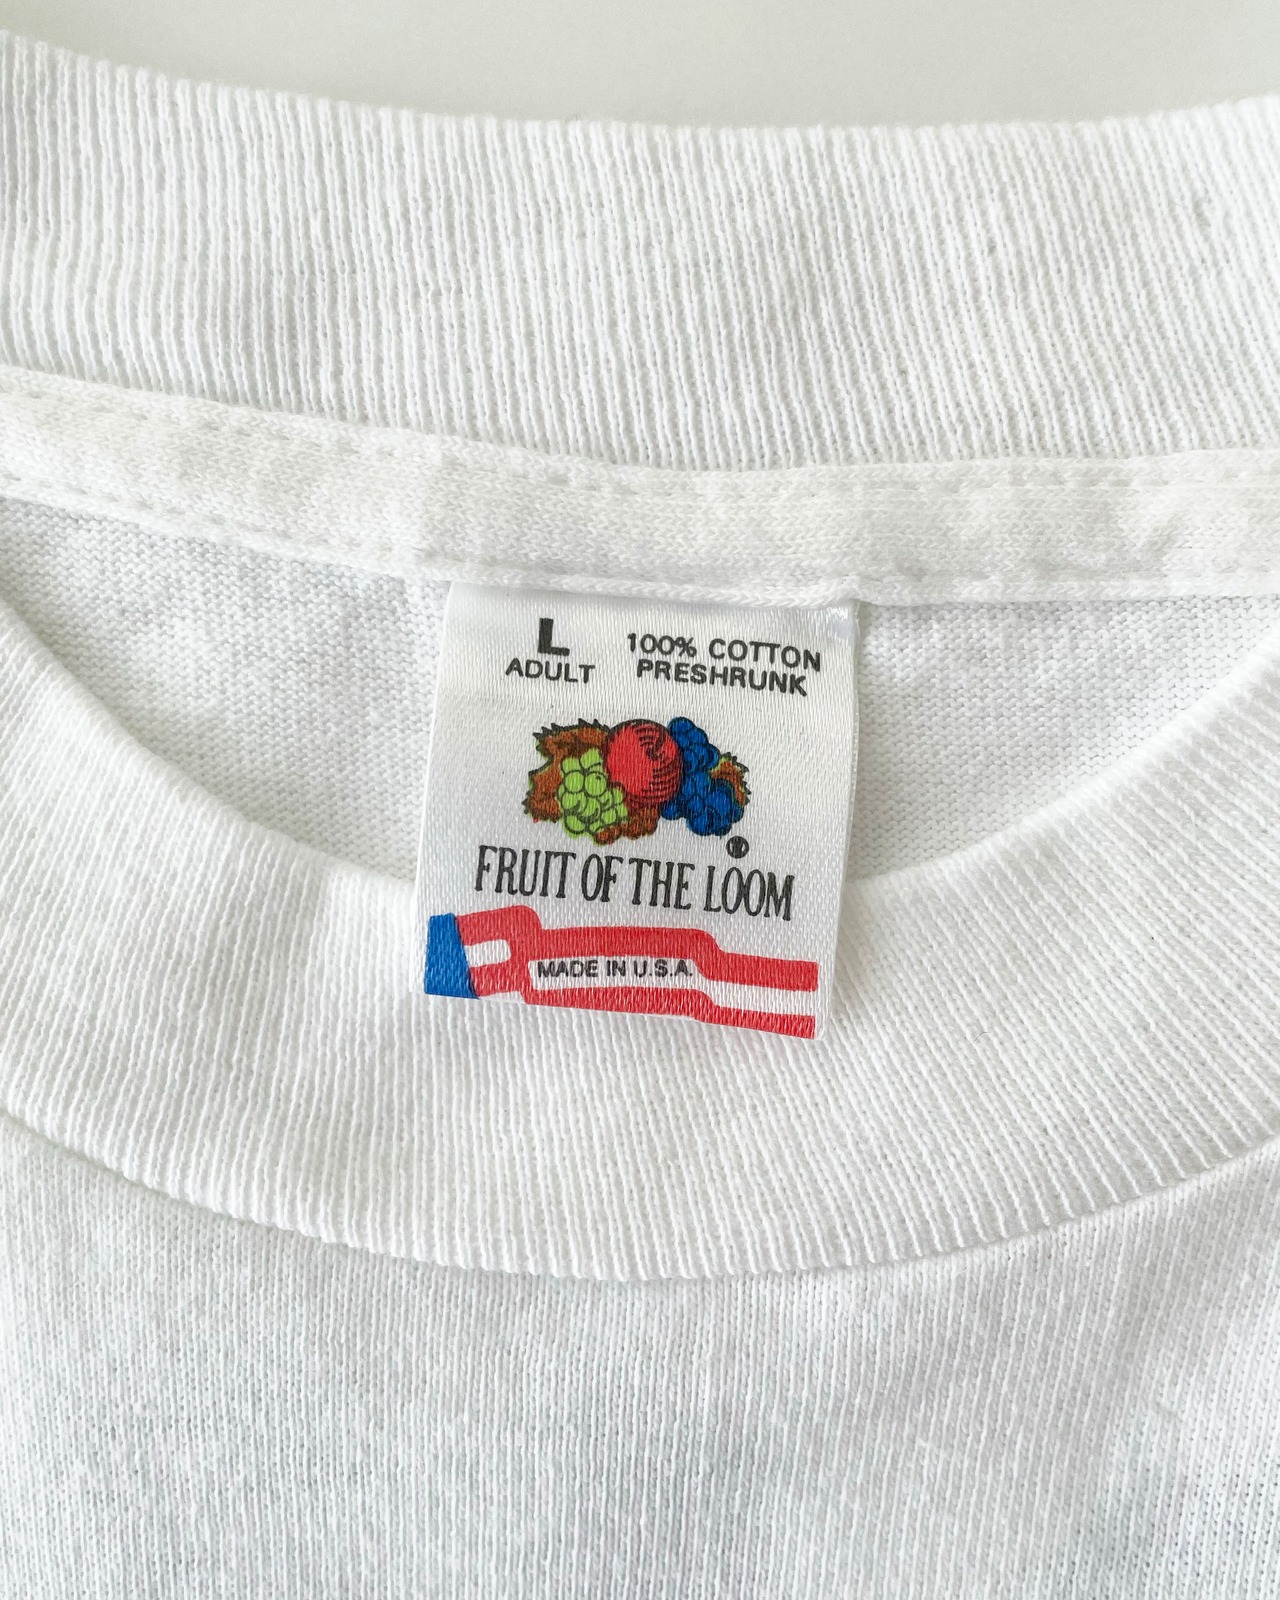 L
ADULT
100% COTTON
PRESHRUNK
®
FRUIT OF THE LOOM
MADE IN U.S.A.